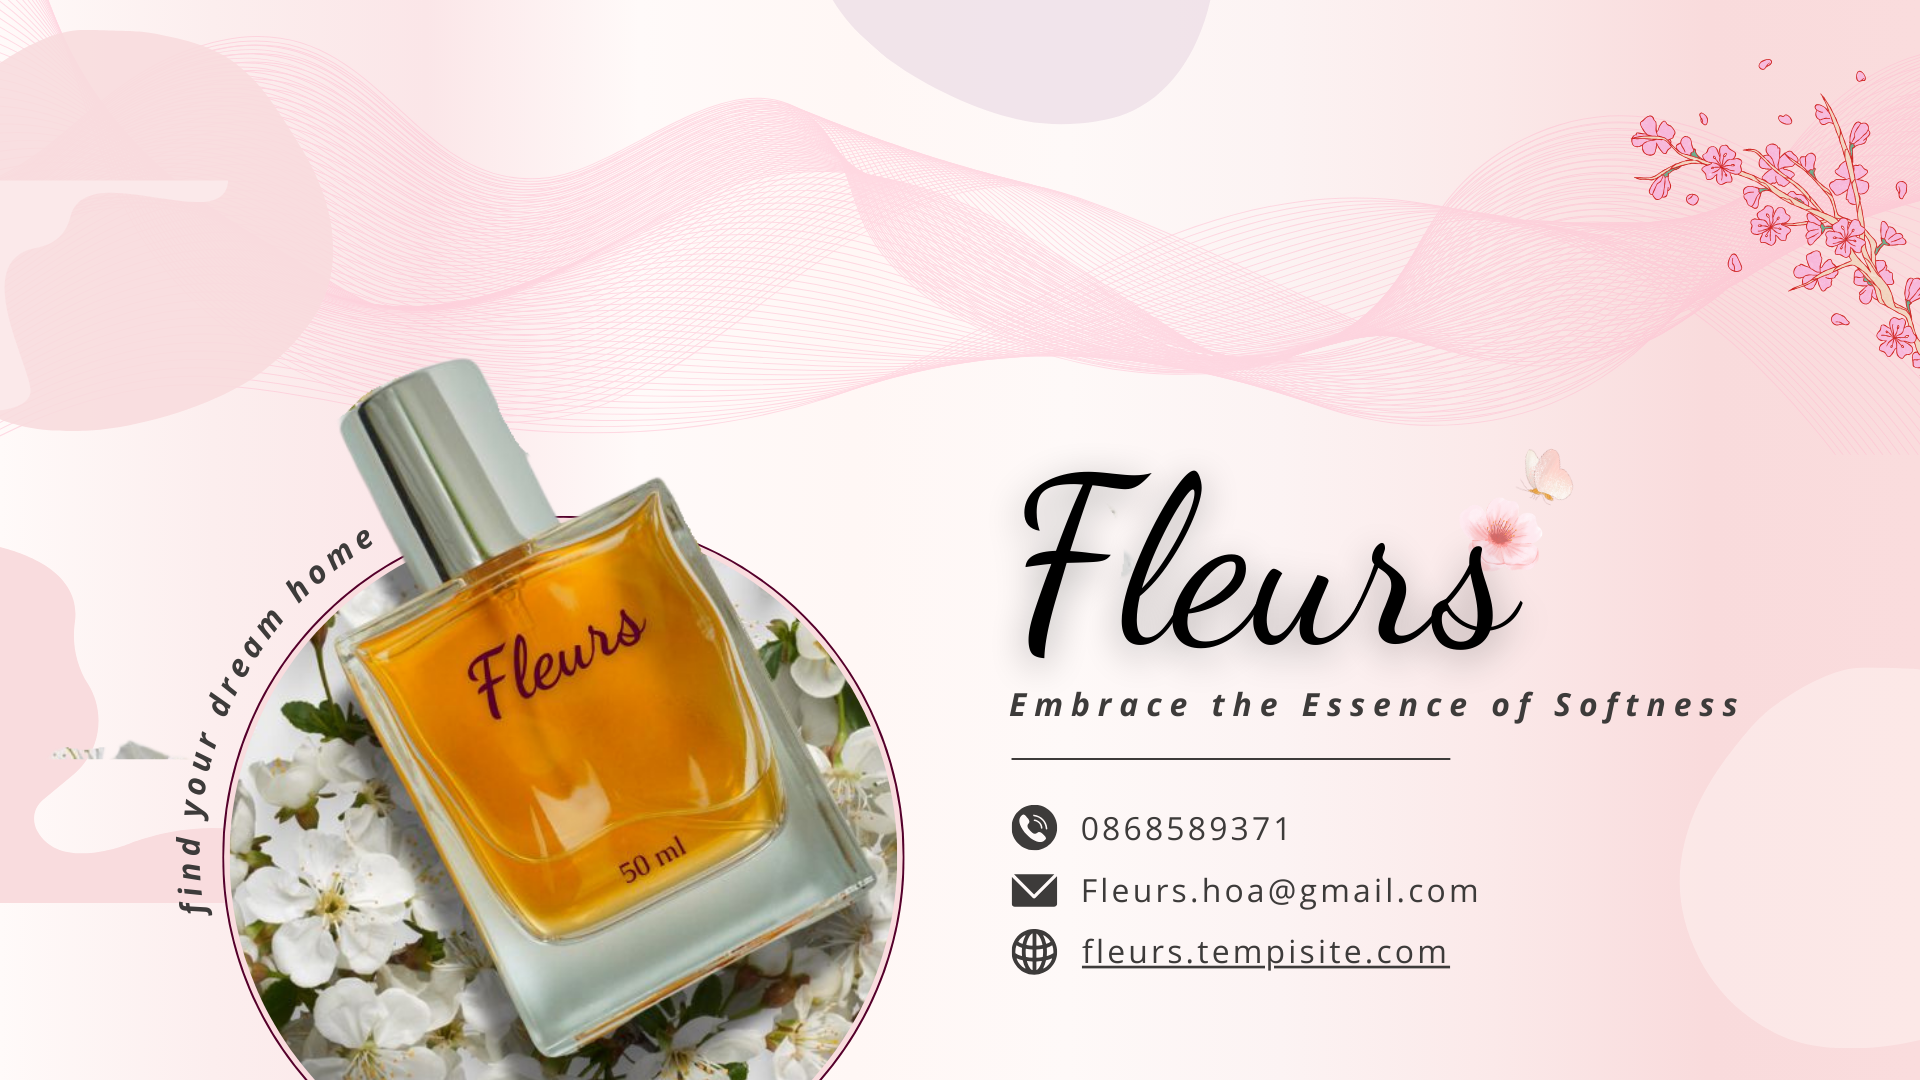 find your dream home
Fleurs
50 ml
Fleurs
Embrace the Essence of Softness
0868589371
Fleurs.hoa@gmail.com
fleurs.tempisite.com